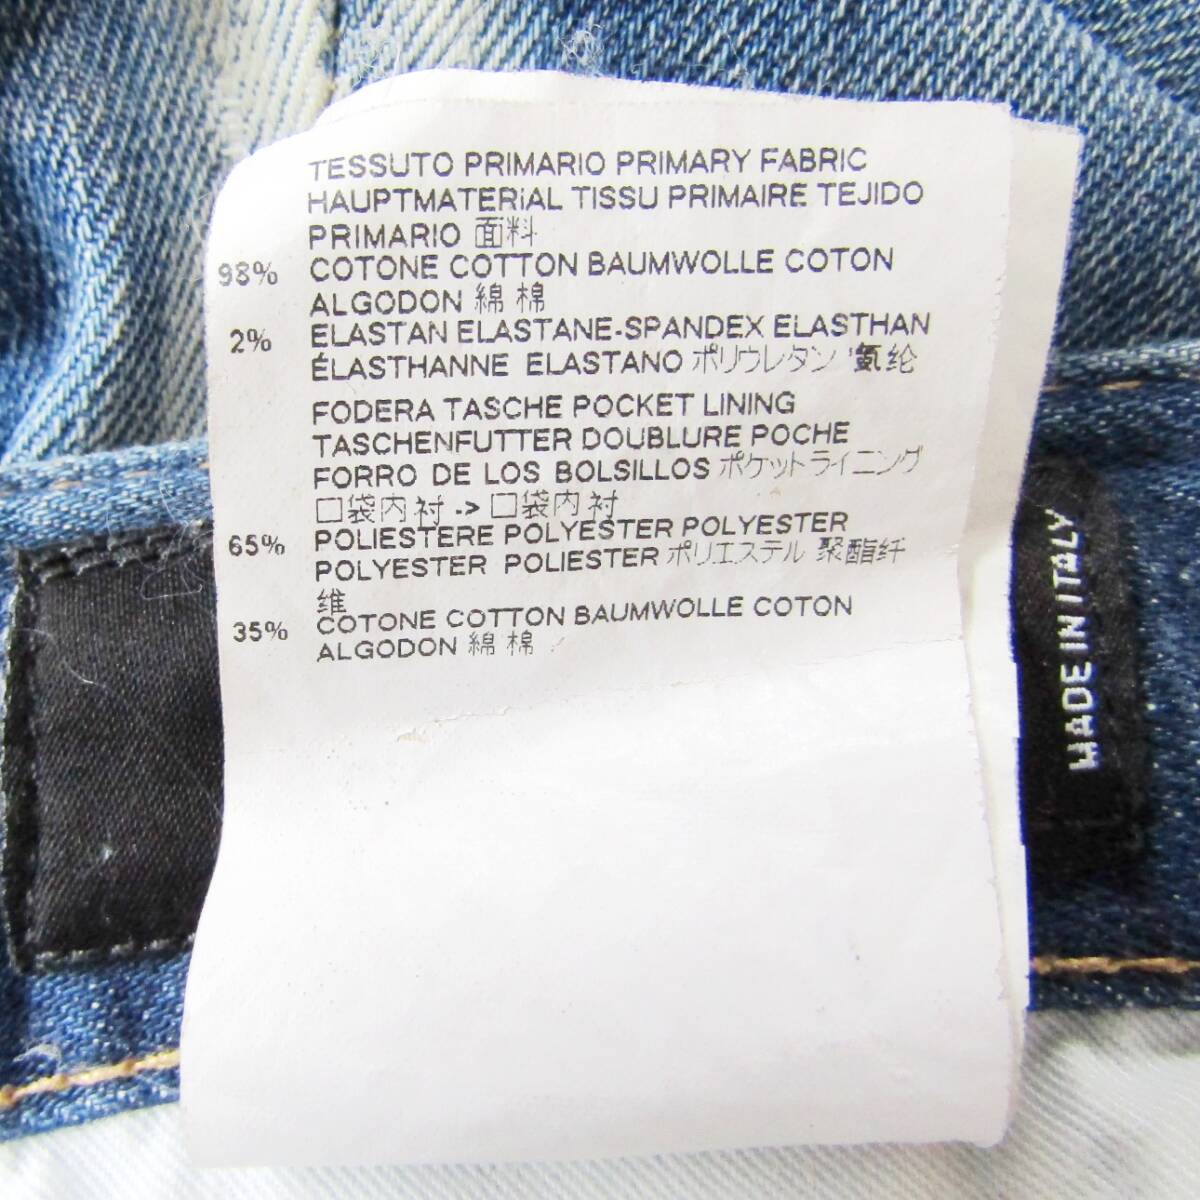 TESSUTO PRIMARIO PRIMARY FABRIC
HAUPTMATERiAL TISSU PRIMAIRE TEJIDO
PRIMARIO 面料
98% COTONE COTTON BAUMWOLLE COTON
ALGODON 綿 棉
2% ELASTAN ELASTANE-SPANDEX ELASTHAN
ÉLASTHANNE ELASTANO ポリウレタン 氨纶
FODERA TASCHE POCKET LINING
TASCHENFUTTER DOUBLURE POCHE
FORRO DE LOS BOLSILLOS ポケットライニング
口袋内衬 -> 口袋内衬
65% POLIESTERE POLYESTER POLYESTER
POLYESTER POLIESTER ポリエステル 聚酯纤
维
35% COTONE COTTON BAUMWOLLE COTON
ALGODON 綿 棉
MADE IN ITALY